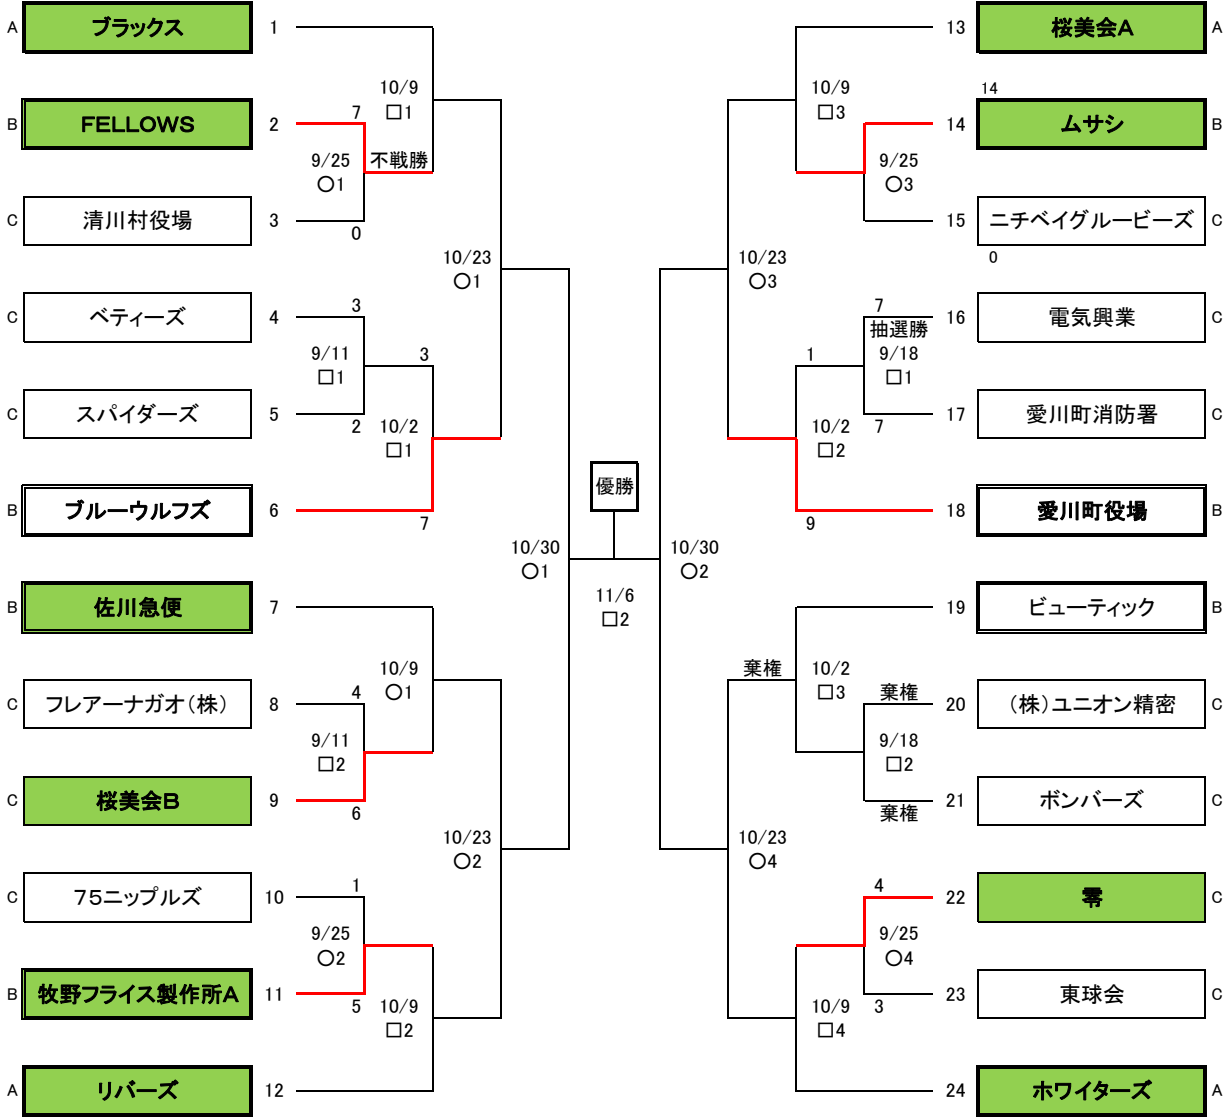 A ブラックス 1
B FELLOWS 2
7
10/9
□1
9/25
○1
不戦勝
C 清川村役場 3
0
10/23
○1
C ベティーズ 4
3
9/11
□1
3
C スパイダーズ 5
2
10/2
□1
B ブルーウルフズ 6
7
10/30
○1
B 佐川急便 7
10/9
○1
C フレアーナガオ(株) 8
4
9/11
□2
C 桜美会B 9
6
10/23
○2
C 75ニップルズ 10
1
9/25
○2
B 牧野フライス製作所A 11
5
10/9
□2
A リバーズ 12
優勝
11/6
□2
13 桜美会A A
10/9
□3
14
14 ムサシ B
9/25
○3
15 ニチベイグルービーズ C
0
10/23
○3
7
16 電気興業 C
抽選勝
9/18
□1
1
17 愛川町消防署 C
7
10/2
□2
18 愛川町役場 B
9
10/30
○2
19 ビューティック B
棄権
10/2
□3
棄権
20 (株)ユニオン精密 C
9/18
□2
21 ボンバーズ C
棄権
10/23
○4
4
22 零 C
9/25
○4
23 東球会 C
3
10/9
□4
24 ホワイターズ A